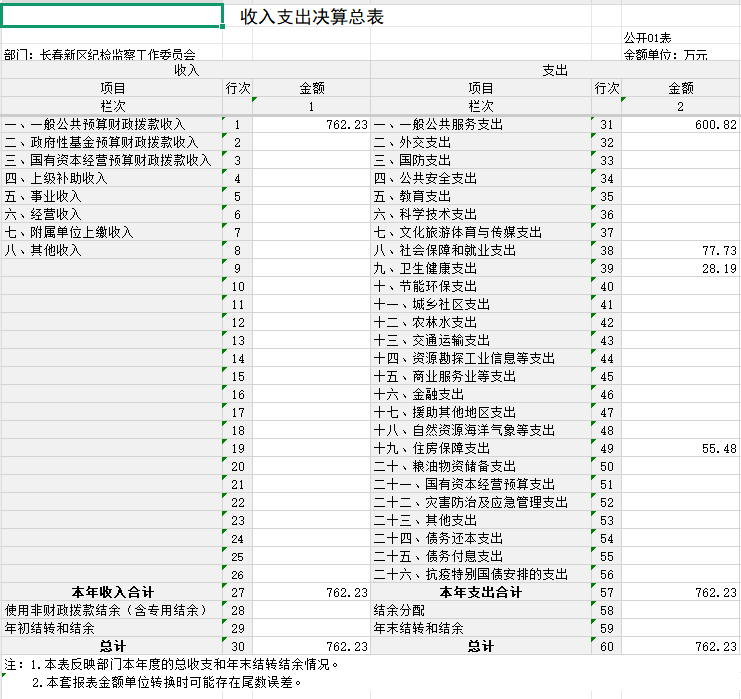 收入支出决算总表
公开01表
部门：长春新区纪检监察工作委员会 金额单位：万元
收入 支出
项目 行次 金额 项目 行次 金额
栏次 1 栏次 2
一、一般公共预算财政拨款收入 1 762.23 一、一般公共服务支出 31 600.82
二、政府性基金预算财政拨款收入 2 二、外交支出 32
三、国有资本经营预算财政拨款收入 3 三、国防支出 33
四、上级补助收入 4 四、公共安全支出 34
五、事业收入 5 五、教育支出 35
六、经营收入 6 六、科学技术支出 36
七、附属单位上缴收入 7 七、文化旅游体育与传媒支出 37
八、其他收入 8 八、社会保障和就业支出 38 77.73
9 九、卫生健康支出 39 28.19
10 十、节能环保支出 40
11 十一、城乡社区支出 41
12 十二、农林水支出 42
13 十三、交通运输支出 43
14 十四、资源勘探工业信息等支出 44
15 十五、商业服务业等支出 45
16 十六、金融支出 46
17 十七、援助其他地区支出 47
18 十八、自然资源海洋气象等支出 48
19 十九、住房保障支出 49 55.48
20 二十、粮油物资储备支出 50
21 二十一、国有资本经营预算支出 51
22 二十二、灾害防治及应急管理支出 52
23 二十三、其他支出 53
24 二十四、债务还本支出 54
25 二十五、债务付息支出 55
26 二十六、抗疫特别国债安排的支出 56
本年收入合计 27 762.23 本年支出合计 57 762.23
使用非财政拨款结余（含专用结余） 28 结余分配 58
年初结转和结余 29 年末结转和结余 59
总计 30 762.23 总计 60 762.23
注：1.本表反映部门本年度的总收支和年末结转结余情况。
2.本套报表金额单位转换时可能存在尾数误差。